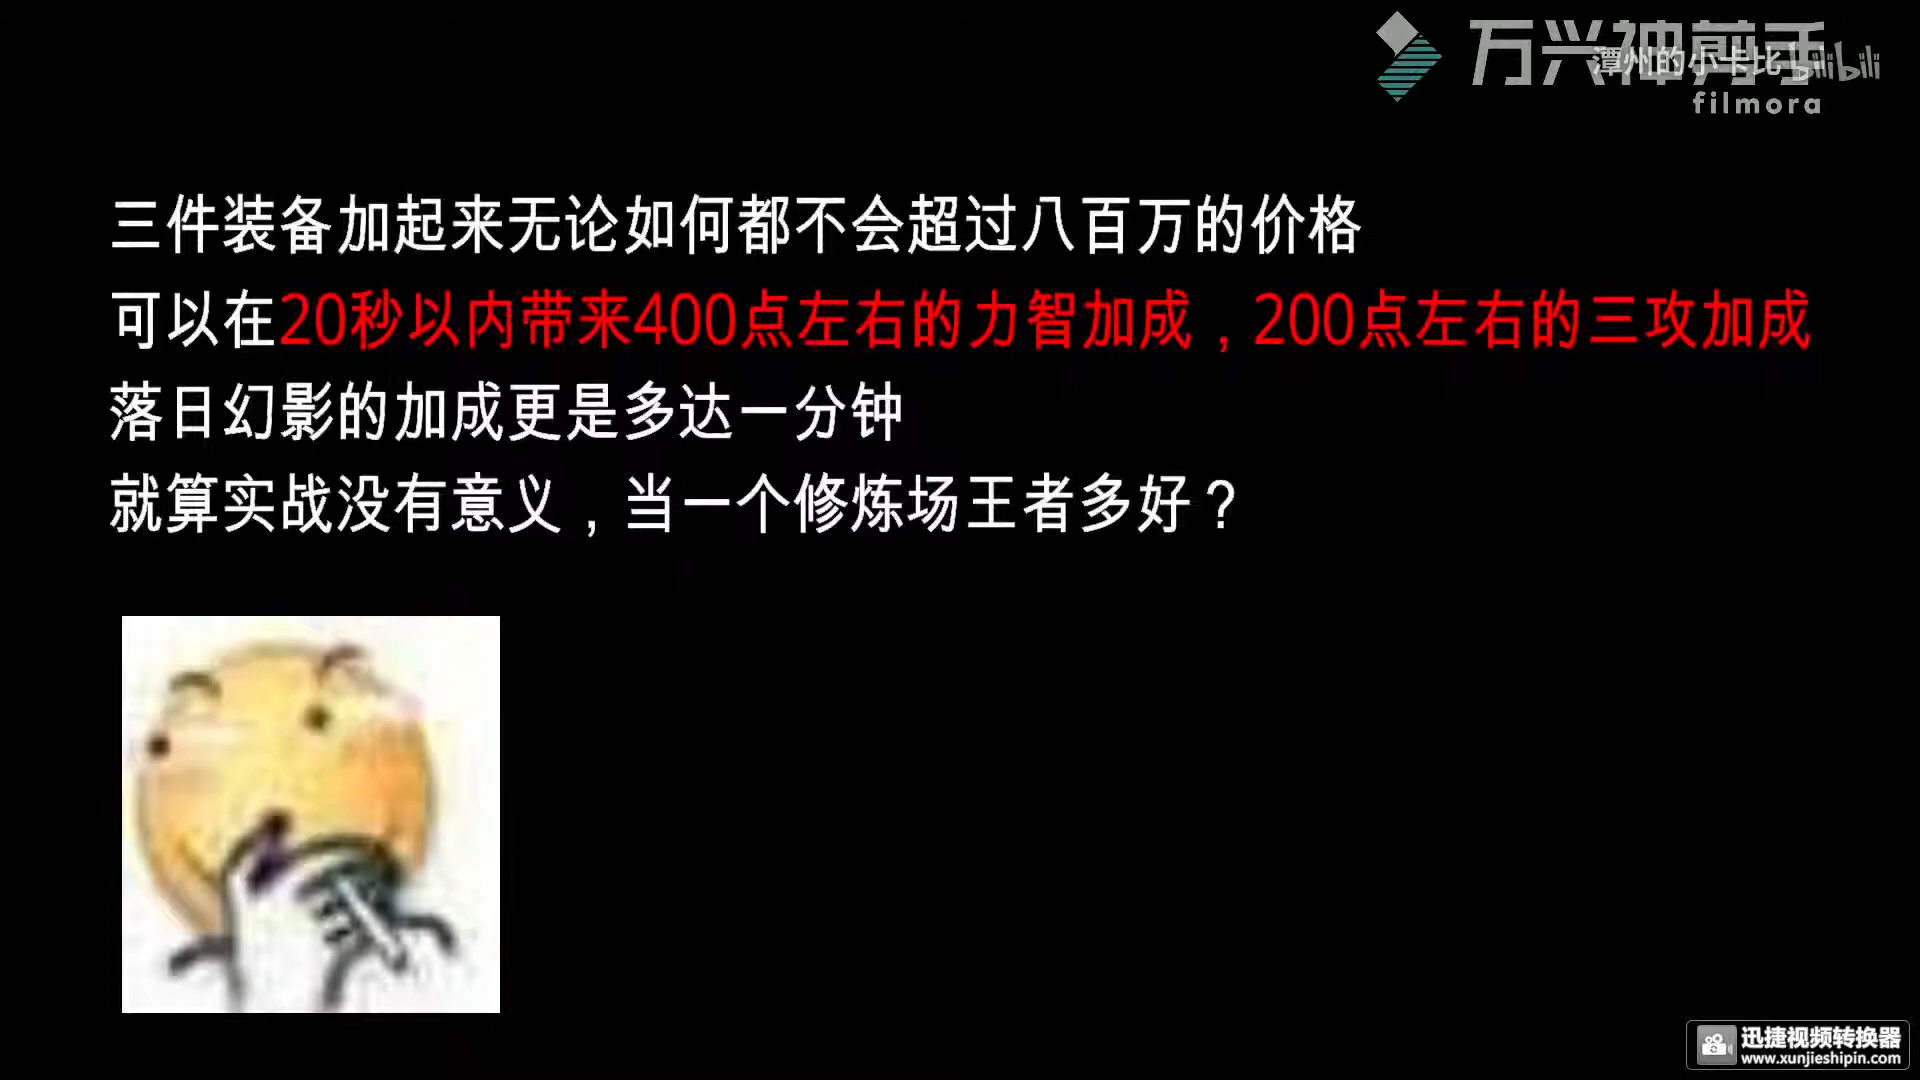 万兴神剪手
潭州的小卡比 bilibili
filmora
三件装备加起来无论如何都不会超过八百万的价格
可以在20秒以内带来400点左右的力智加成，200点左右的三攻加成
落日幻影的加成更是多达一分钟
就算实战没有意义，当一个修炼场王者多好？
迅捷视频转换器
www.xunjieshipin.com